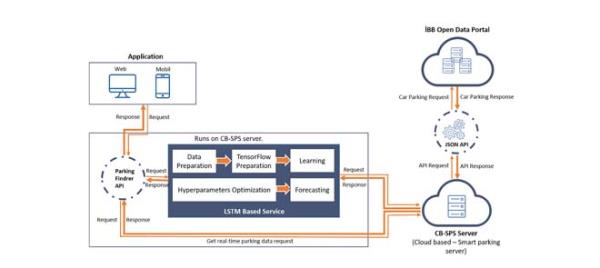 İBB Open Data Portal
Application
Web
Mobil
Response
Request
Car Parking Request
Car Parking Response
JSON API
API Request
API Response
Runs on CB-SPS server.
Data
Preparation
TensorFlow
Preparation
Learning
Hyperparameters Optimization
Forecasting
LSTM Based Service
Parking
Findrer
API
Request
Response
Request
Response
Request
Response
Get real-time parking data request
CB-SPS Server
(Cloud based – Smart parking
server)